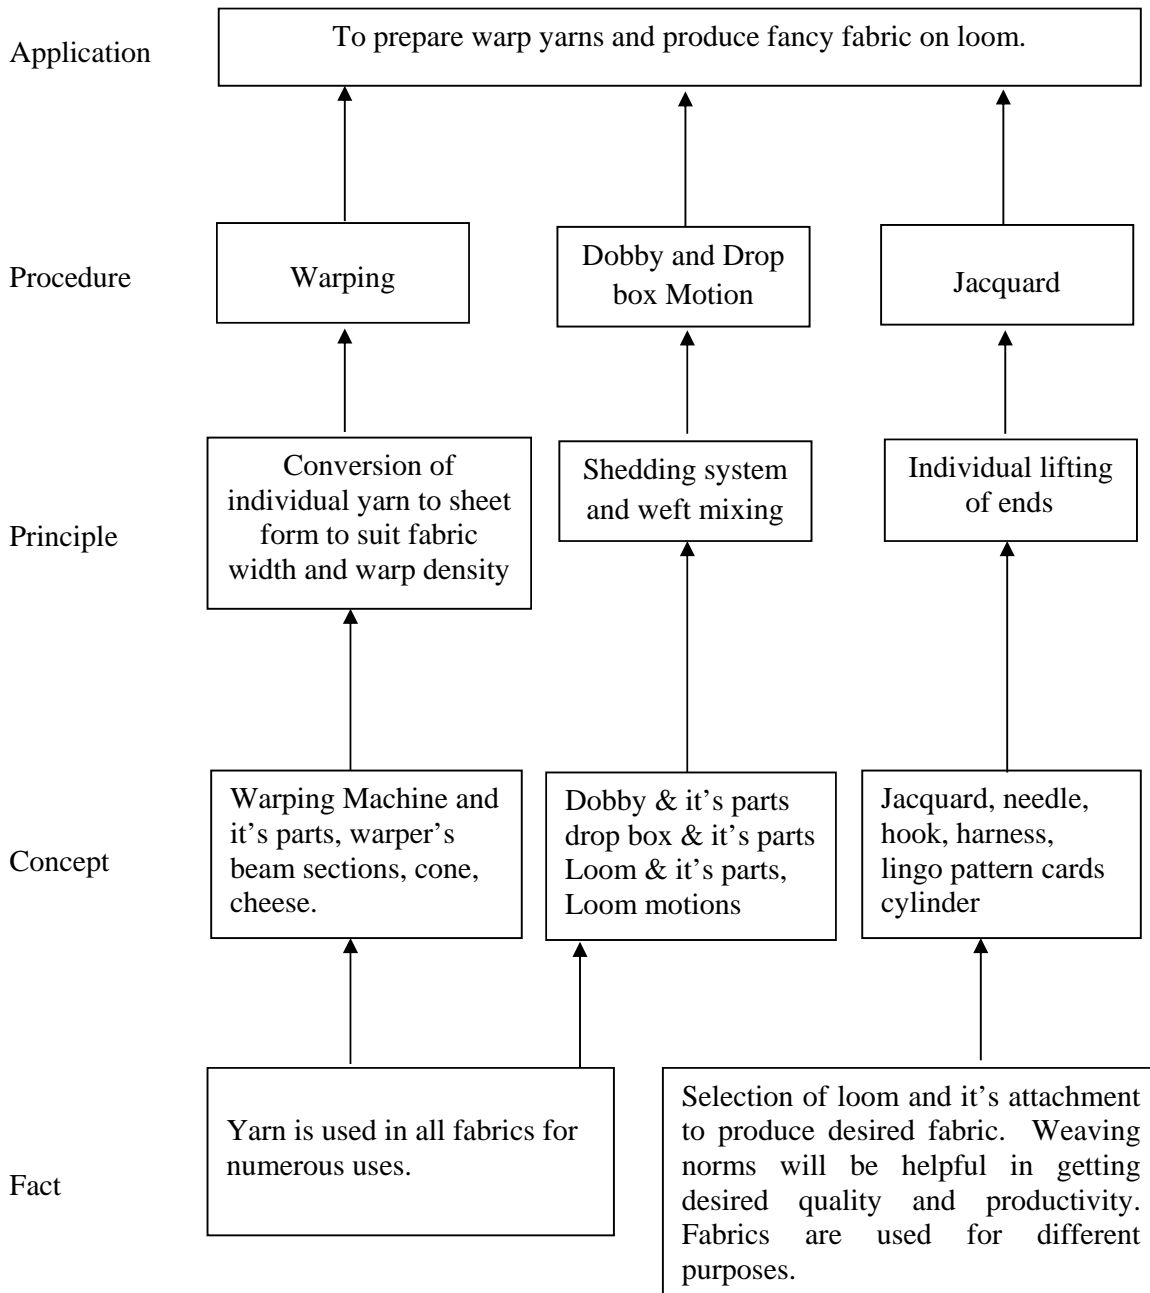 Application
To prepare warp yarns and produce fancy fabric on loom.
Procedure
Warping
Dobby and Drop
box Motion
Jacquard
Principle
Conversion of
individual yarn to sheet
form to suit fabric
width and warp density
Shedding system
and weft mixing
Individual lifting
of ends
Concept
Warping Machine and
it’s parts, warper’s
beam sections, cone,
cheese.
Dobby & it’s parts
drop box & it’s parts
Loom & it’s parts,
Loom motions
Jacquard, needle,
hook, harness,
lingo pattern cards
cylinder
Fact
Yarn is used in all fabrics for
numerous uses.
Selection of loom and it’s attachment
to produce desired fabric. Weaving
norms will be helpful in getting
desired quality and productivity.
Fabrics are used for different
purposes.